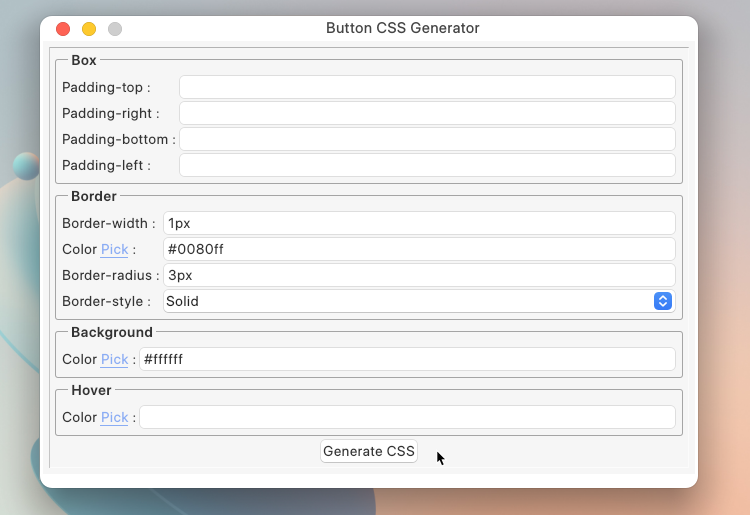 Button CSS Generator
Box
Padding-top :
Padding-right :
Padding-bottom :
Padding-left :
Border
Border-width : 1px
Color Pick : #0080ff
Border-radius : 3px
Border-style : Solid
Background
Color Pick : #ffffff
Hover
Color Pick :
Generate CSS